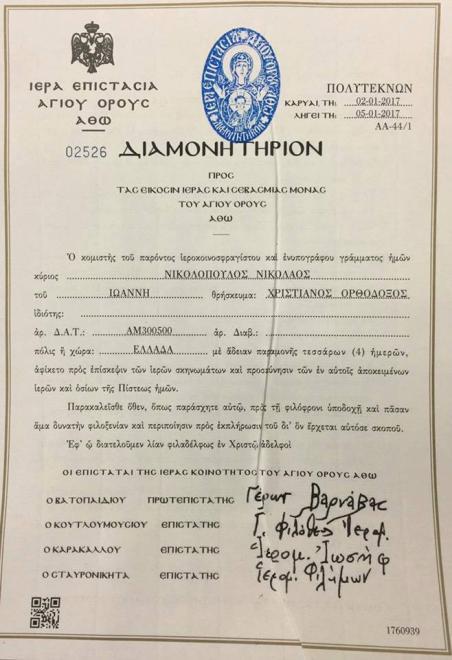 ΙΕΡΑ ΕΠΙΣΤΑΣΙΑ
ΑΓΙΟΥ ΟΡΟΥΣ
ΑΘΩ
ΠΟΛΥΤΕΚΝΩΝ
ΚΑΡΥΑΙ, ΤΗ: 02-01-2017
ΛΗΓΕΙ ΤΗ: 05-01-2017
ΑΑ-44/1
02526 ΔΙΑΜΟΝΗΤΗΡΙΟΝ
ΠΡΟΣ
ΤΑΣ ΕΙΚΟΣΙΝ ΙΕΡΑΣ ΚΑΙ ΣΕΒΑΣΜΙΑΣ ΜΟΝΑΣ
ΤΟΥ ΑΓΙΟΥ ΟΡΟΥΣ
ΑΘΩ
Ὁ κομιστὴς τοῦ παρόντος ἱεροκοινοσφραγίστου καὶ ἐνυπογράφου γράμματος ἡμῶν
κύριος ΝΙΚΟΛΟΠΟΥΛΟΣ ΝΙΚΟΛΑΟΣ
τοῦ ΙΩΑΝΝΗ θρήσκευμα: ΧΡΙΣΤΙΑΝΟΣ ΟΡΘΟΔΟΞΟΣ
ἰδιότης:
ἀρ. Δ.Α.Τ.: ΑΜ300500 ἀρ. Διαβ.:
πόλις ἢ χώρα: ΕΛΛΑΔΑ μὲ ἄδειαν παραμονῆς τεσσάρων (4) ἡμερῶν,
ἀφίκετο πρὸς ἐπίσκεψιν τῶν ἱερῶν σκηνωμάτων καὶ προσκύνησιν τῶν ἐν αὐτοῖς ἀποκειμένων
ἱερῶν καὶ ὁσίων τῆς Πίστεως ἡμῶν.
Παρακαλεῖσθε ὅθεν, ὅπως παράσχητε αὐτῷ, πρὸς τῇ φιλόφρονι ὑποδοχῇ καὶ πᾶσαν
ἅμα δυνατὴν φιλοξενίαν καὶ περιποίησιν πρὸς ἐκπλήρωσιν τοῦ δι' ὃν ἔρχεται αὐτόσε σκοποῦ.
Ἐφ' ᾧ διατελοῦμεν λίαν φιλαδέλφως ἐν Χριστῷ ἀδελφοί
ΟΙ ΕΠΙΣΤΑΤΑΙ ΤΗΣ ΙΕΡΑΣ ΚΟΙΝΟΤΗΤΟΣ ΤΟΥ ΑΓΙΟΥ ΟΡΟΥΣ ΑΘΩ
Ο ΒΑΤΟΠΑΙΔΙΟΥ ΠΡΩΤΕΠΙΣΤΑΤΗΣ Γέρων Βαρνάβας
Ο ΚΟΥΤΛΟΥΜΟΥΣΙΟΥ ΕΠΙΣΤΑΤΗΣ
Ο ΚΑΡΑΚΑΛΛΟΥ ΕΠΙΣΤΑΤΗΣ Ἱερομ. Ἰωσὴφ
Ο ΣΤΑΥΡΟΝΙΚΗΤΑ ΕΠΙΣΤΑΤΗΣ Ἱερομ. Φιλήμων
1760939